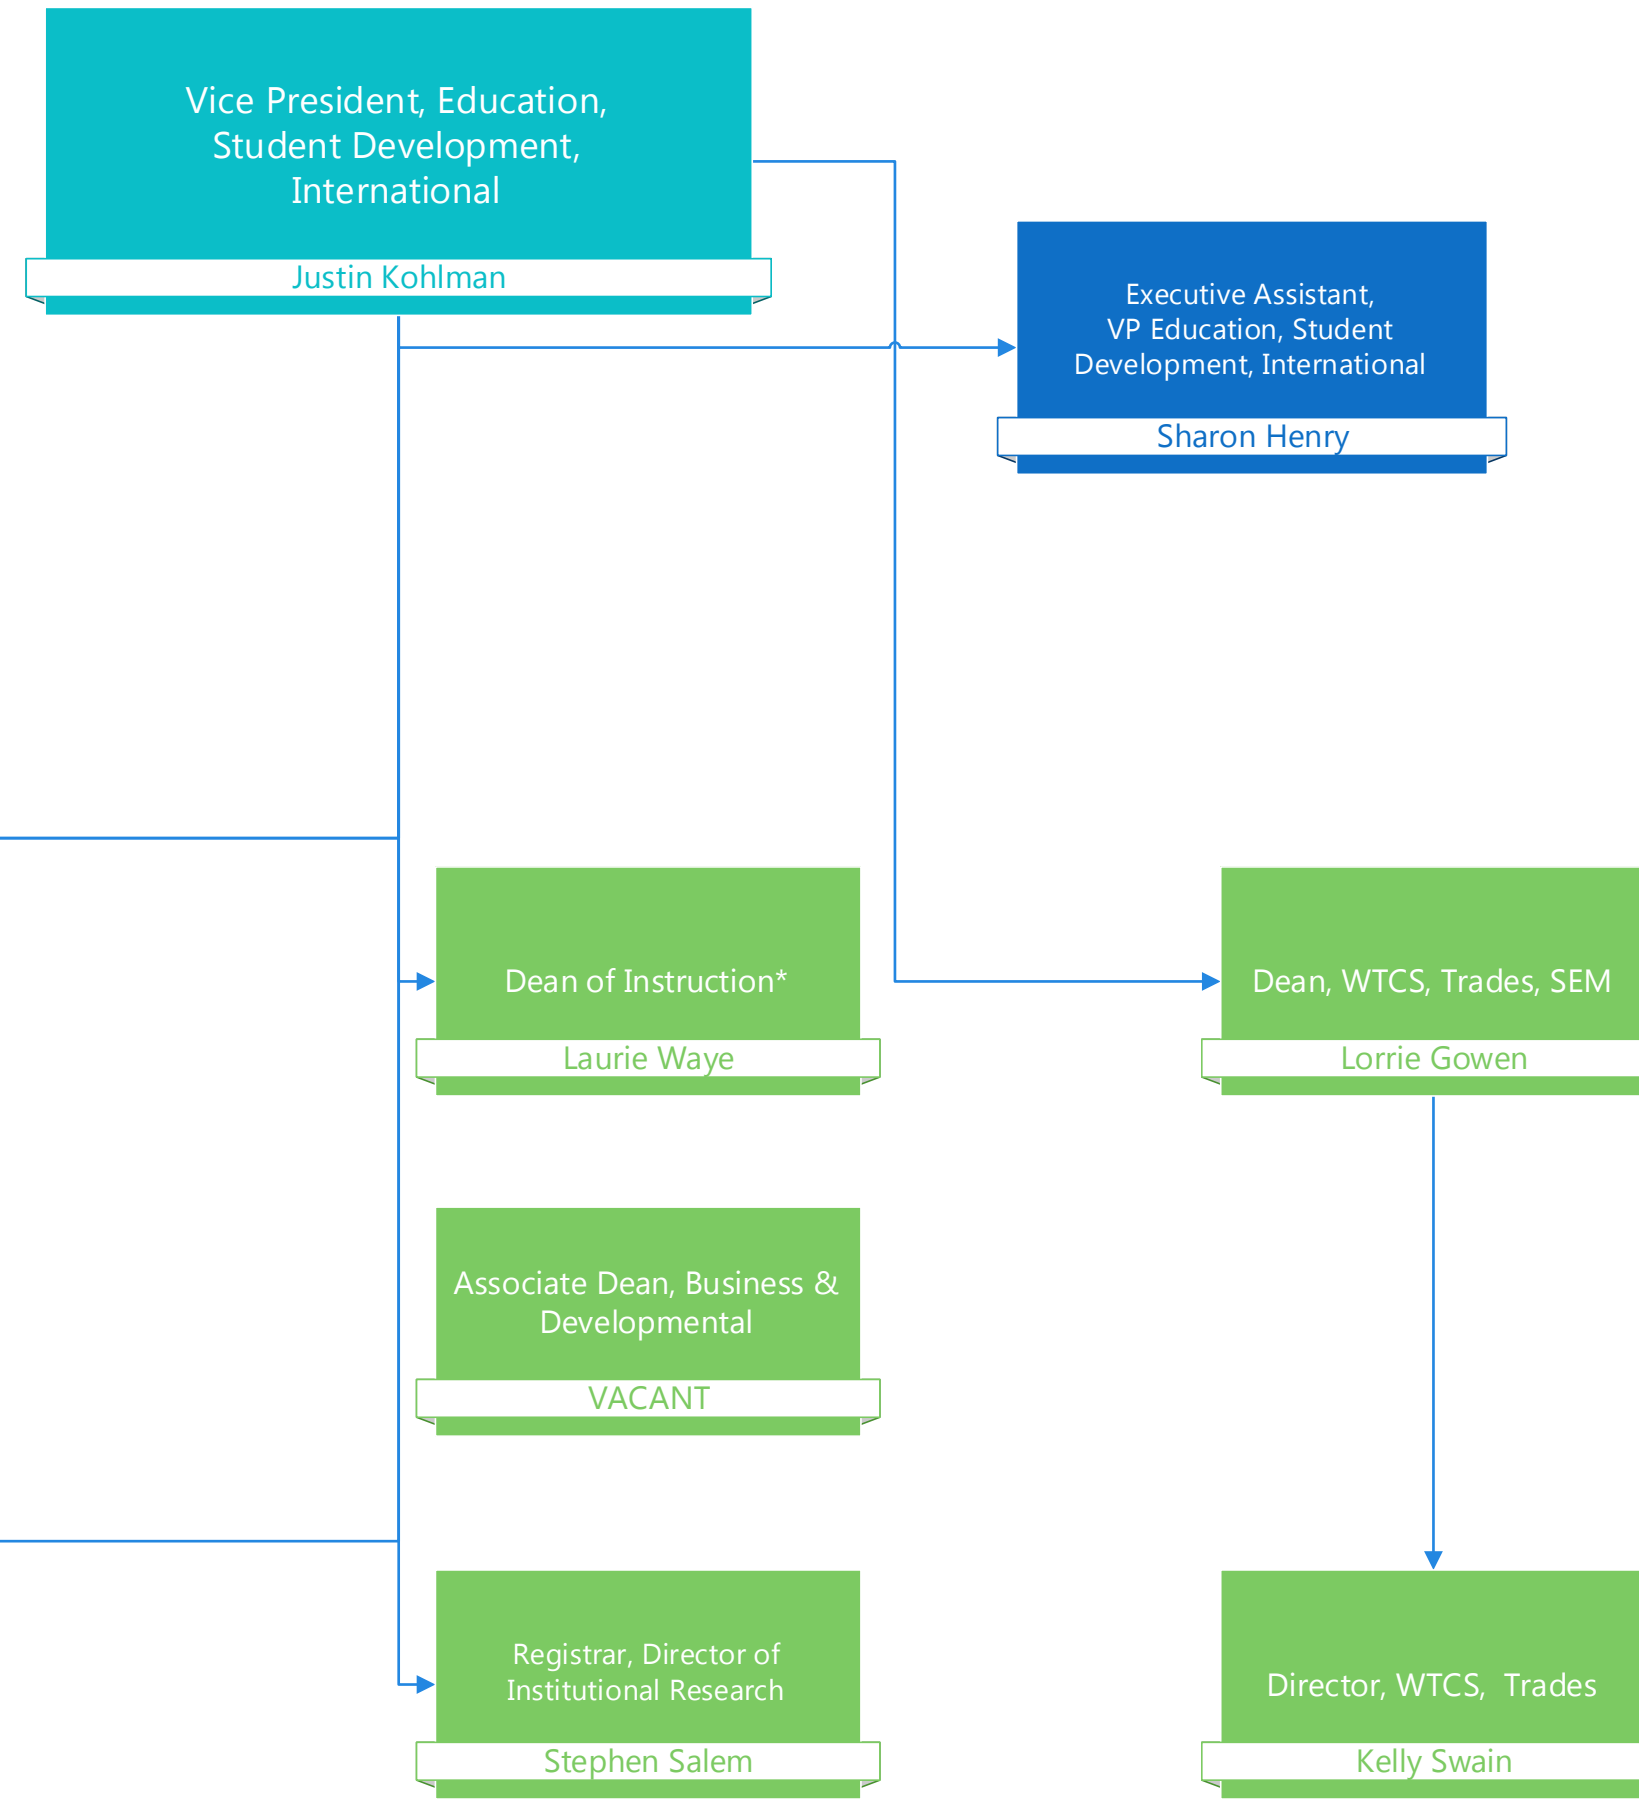 Vice President, Education,
Student Development,
International
Justin Kohlman
Executive Assistant,
VP Education, Student
Development, International
Sharon Henry
Dean of Instruction*
Laurie Waye
Dean, WTCS, Trades, SEM
Lorrie Gowen
Associate Dean, Business &
Developmental
VACANT
Registrar, Director of
Institutional Research
Stephen Salem
Director, WTCS,  Trades
Kelly Swain